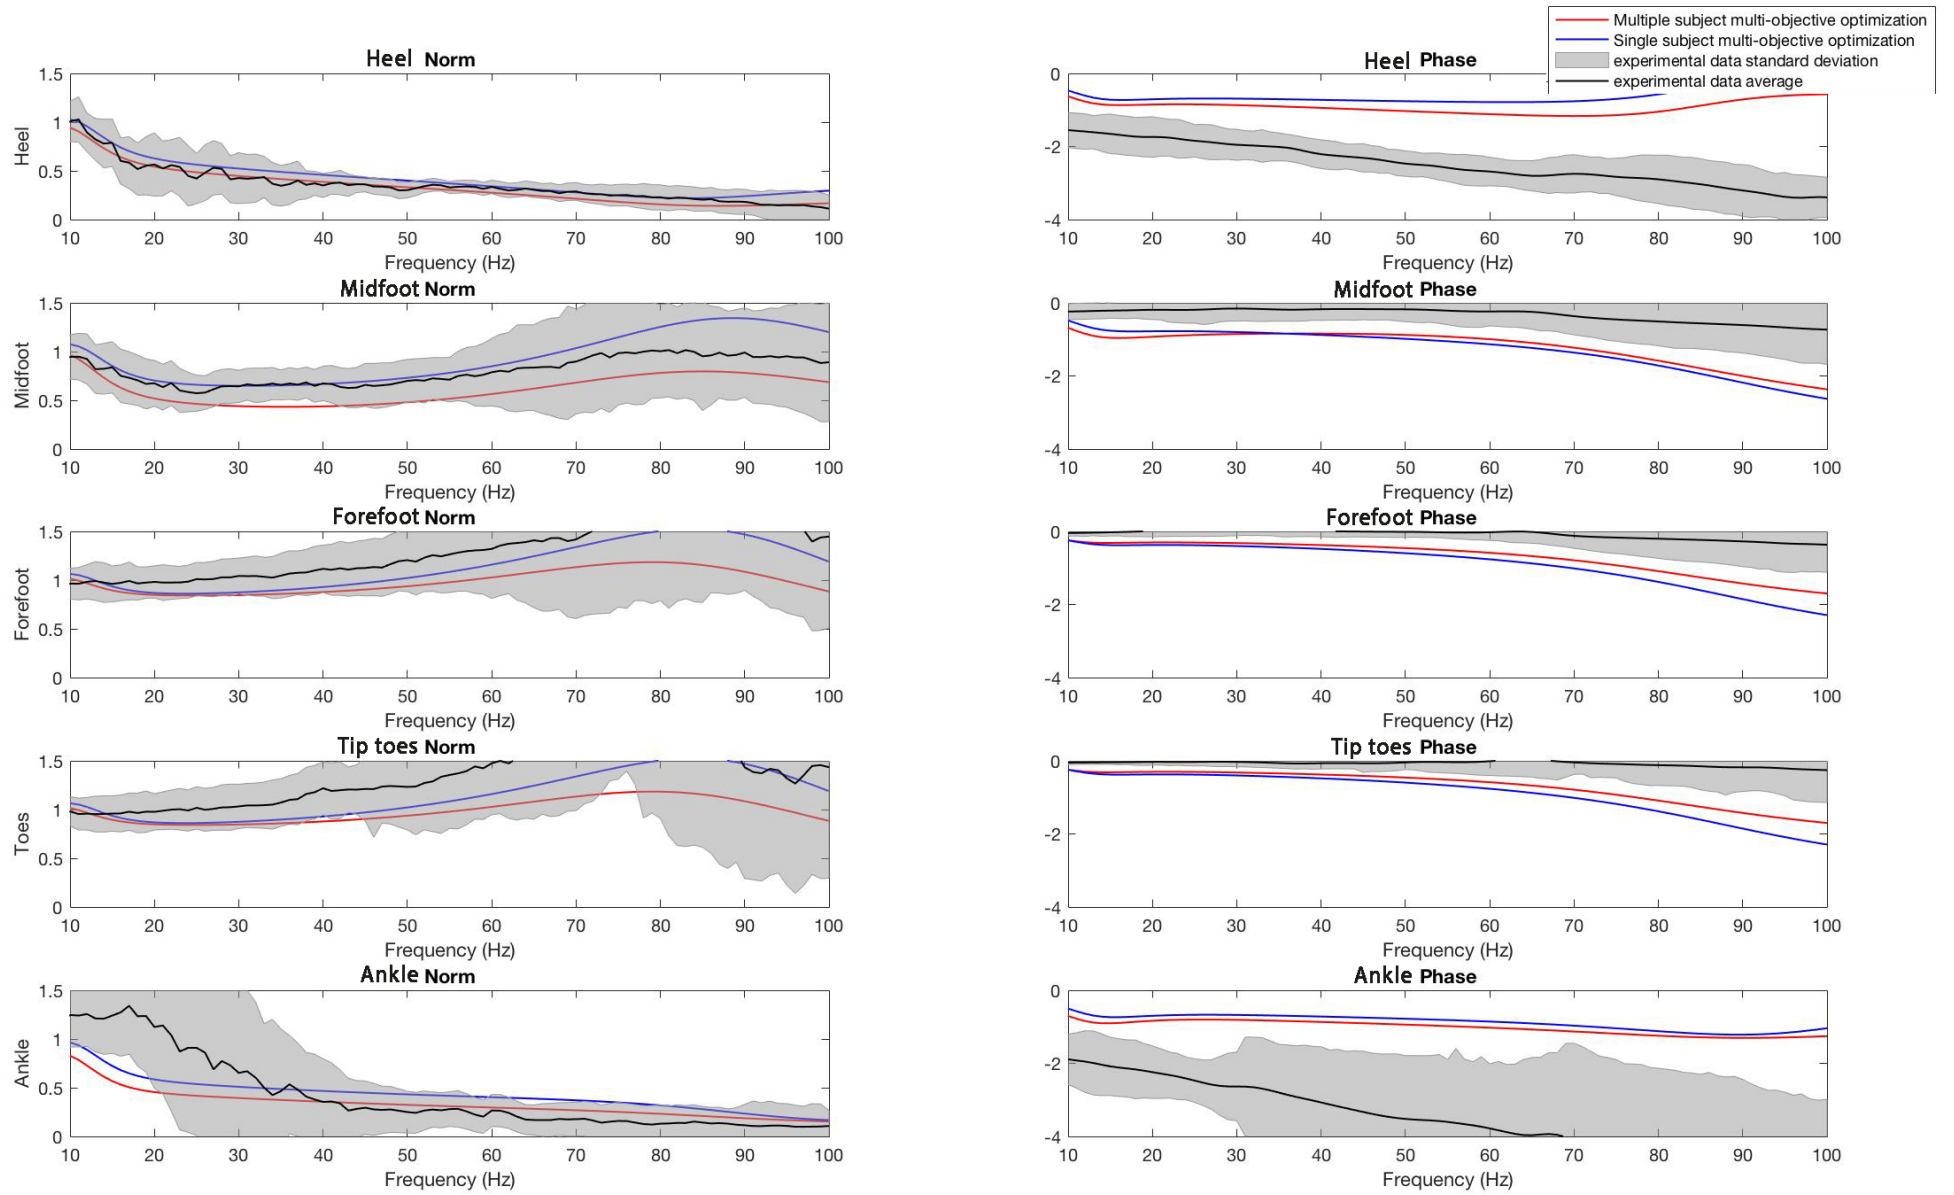 Multiple subject multi-objective optimization
Single subject multi-objective optimization
experimental data standard deviation
experimental data average
Heel Norm
1.5
1
0.5
0
Heel
10 20 30 40 50 60 70 80 90 100
Frequency (Hz)
Heel Phase
0
-2
-4
10 20 30 40 50 60 70 80 90 100
Frequency (Hz)
Midfoot Norm
1.5
1
0.5
0
Midfoot
10 20 30 40 50 60 70 80 90 100
Frequency (Hz)
Midfoot Phase
0
-2
-4
10 20 30 40 50 60 70 80 90 100
Frequency (Hz)
Forefoot Norm
1.5
1
0.5
0
Forefoot
10 20 30 40 50 60 70 80 90 100
Frequency (Hz)
Forefoot Phase
0
-2
-4
10 20 30 40 50 60 70 80 90 100
Frequency (Hz)
Tip toes Norm
1.5
1
0.5
0
Toes
10 20 30 40 50 60 70 80 90 100
Frequency (Hz)
Tip toes Phase
0
-2
-4
10 20 30 40 50 60 70 80 90 100
Frequency (Hz)
Ankle Norm
1.5
1
0.5
0
Ankle
10 20 30 40 50 60 70 80 90 100
Frequency (Hz)
Ankle Phase
0
-2
-4
10 20 30 40 50 60 70 80 90 100
Frequency (Hz)